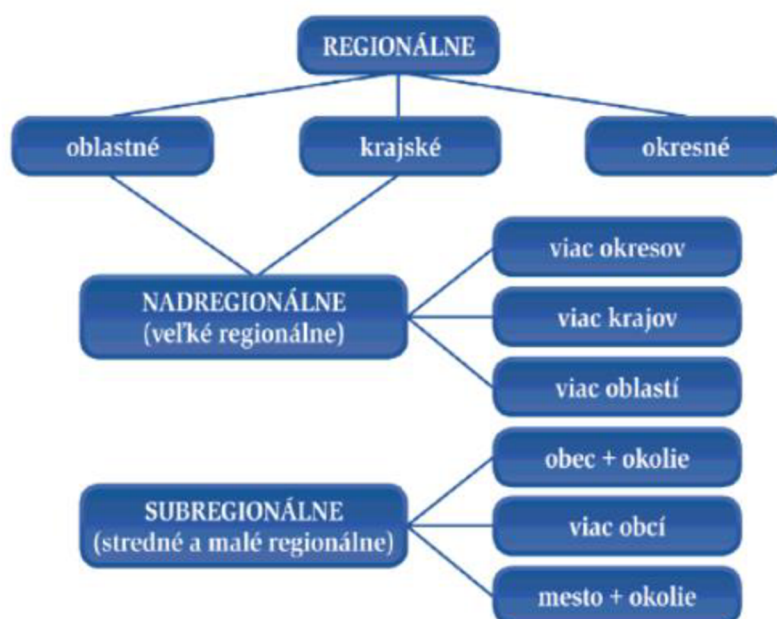 REGIONÁLNE
oblastné
krajské
okresné
NADREGIONÁLNE
(veľké regionálne)
viac okresov
viac krajov
viac oblastí
SUBREGIONÁLNE
(stredné a malé regionálne)
obec + okolie
viac obcí
mesto + okolie